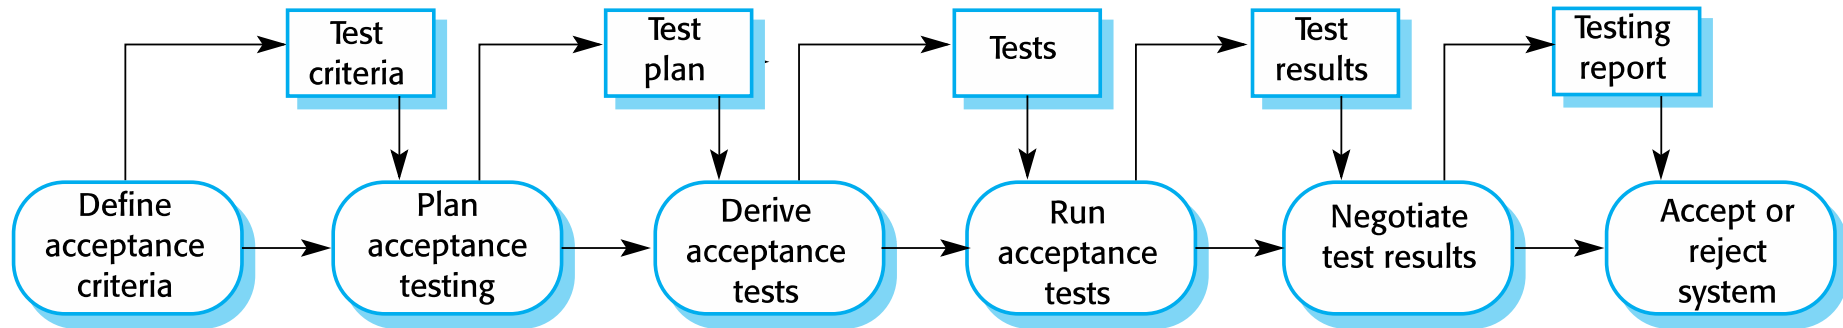 Test
criteria
Test
plan
Tests
Test
results
Testing
report
Define
acceptance
criteria
Plan
acceptance
testing
Derive
acceptance
tests
Run
acceptance
tests
Negotiate
test results
Accept or
reject
system